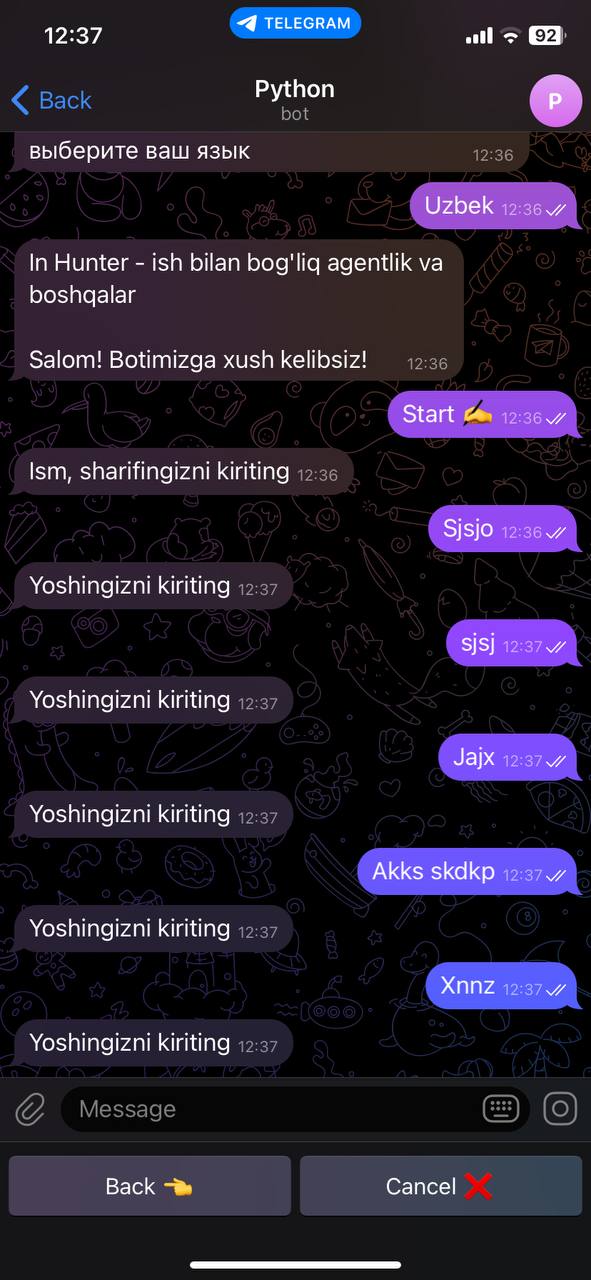 12:37
TELEGRAM
92
Back
Python
bot
P
выберите ваш язык 12:36
Uzbek 12:36
In Hunter - ish bilan bog'liq agentlik va
boshqalar
Salom! Botimizga xush kelibsiz! 12:36
Start ✍️ 12:36
Ism, sharifingizni kiriting 12:36
Sjsjo 12:36
Yoshingizni kiriting 12:37
sjsj 12:37
Yoshingizni kiriting 12:37
Jajx 12:37
Yoshingizni kiriting 12:37
Akks skdkp 12:37
Yoshingizni kiriting 12:37
Xnnz 12:37
Yoshingizni kiriting 12:37
Message
Back 👈 Cancel ❌